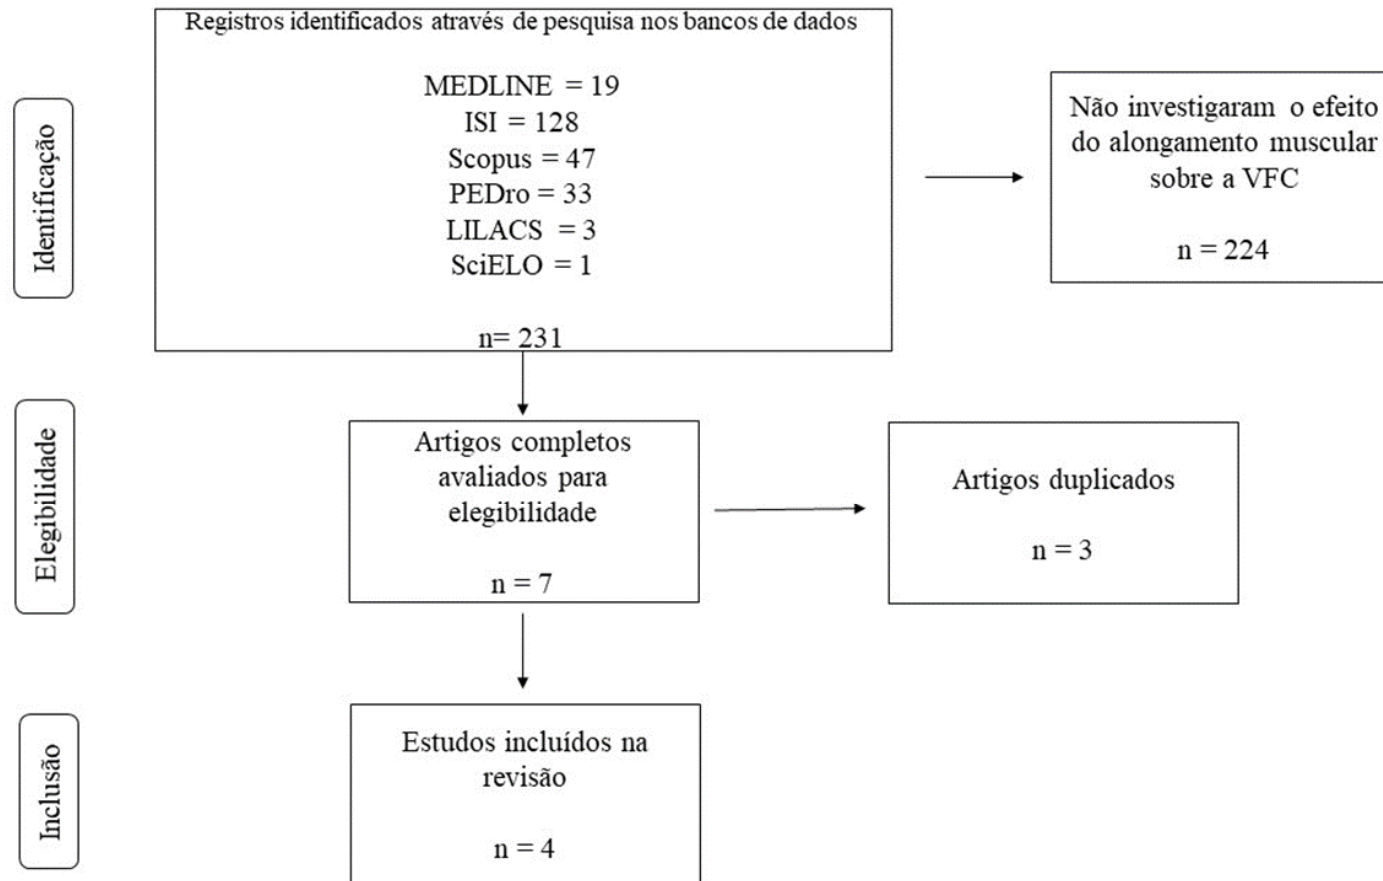 Registros identificados através de pesquisa nos bancos de dados
MEDLINE = 19
ISI = 128
Scopus = 47
PEDro = 33
LILACS = 3
SciELO = 1
n= 231
Identificação
Não investigaram o efeito
do alongamento muscular
sobre a VFC
n = 224
Elegibilidade
Artigos completos
avaliados para
elegibilidade
n = 7
Artigos duplicados
n = 3
Inclusão
Estudos incluídos na
revisão
n = 4